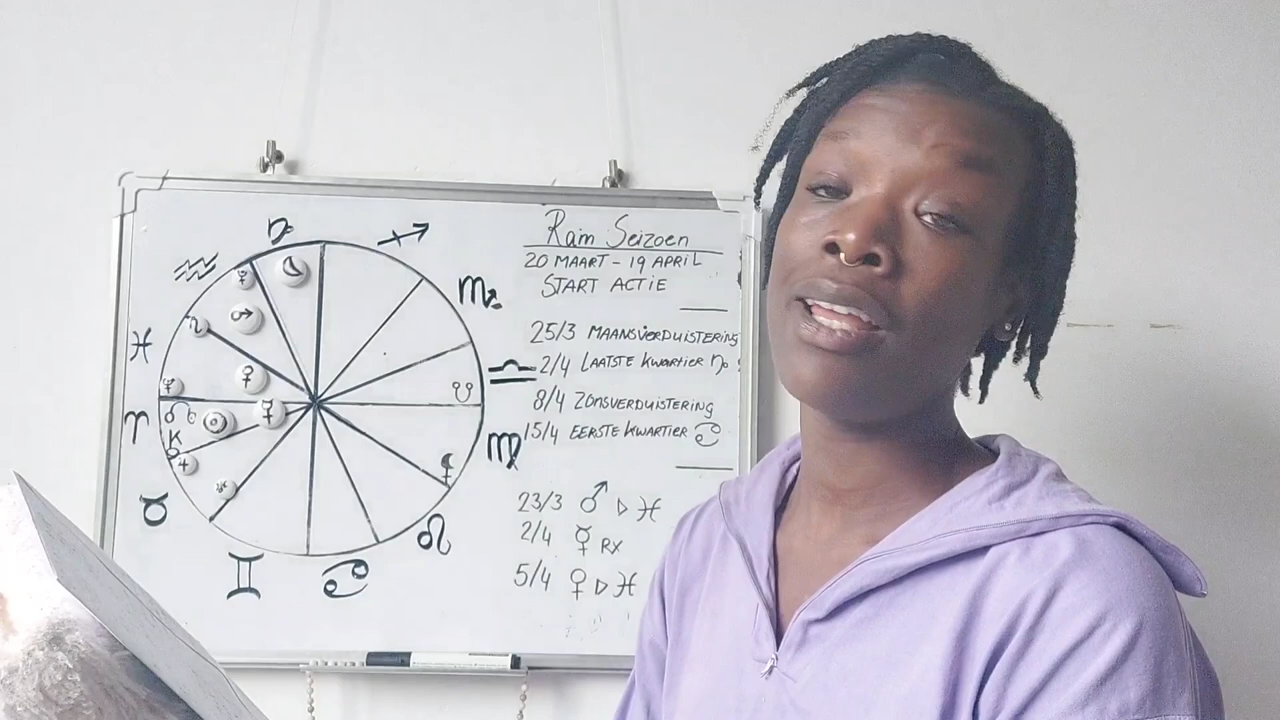 Ram Seizoen
20 MAART - 19 APRIL
START ACTIE
25/3 MAANSVERDUISTERING
2/4 LAATSTE KWARTIER ♑
8/4 ZONSVERDUISTERING
15/4 EERSTE KWARTIER ♋
23/3 ♂ ▷ ♓
2/4 ☿ RX
5/4 ♀ ▷ ♓